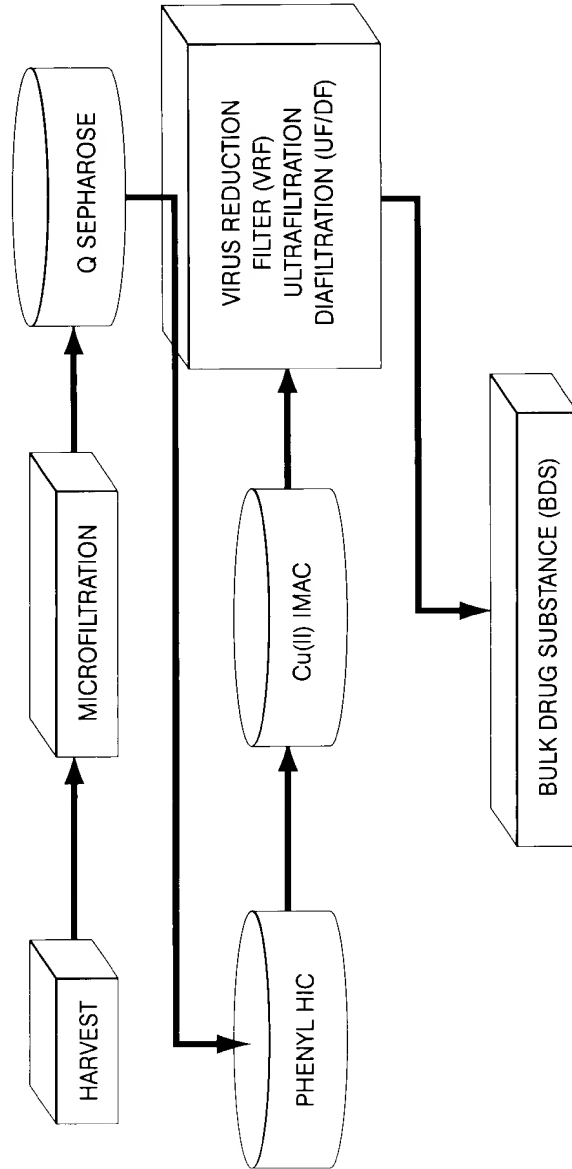 HARVEST
MICROFILTRATION
Q SEPHAROSE
PHENYL HIC
Cu(II) IMAC
VIRUS REDUCTION
FILTER (VRF)
ULTRAFILTRATION
DIAFILTRATION (UF/DF)
BULK DRUG SUBSTANCE (BDS)